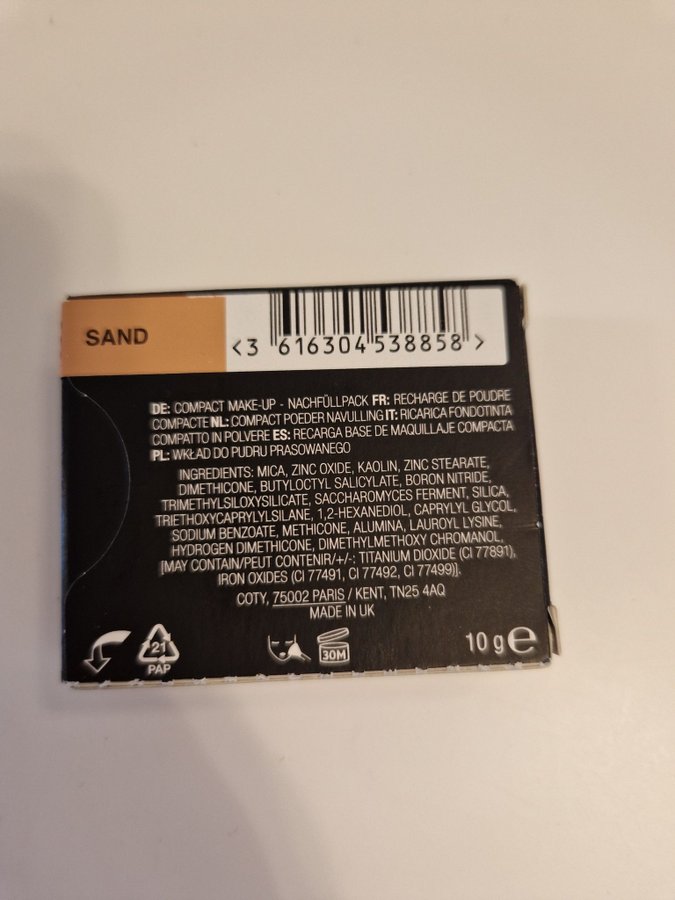 SAND
<3 616304 538858 >
DE: COMPACT MAKE-UP - NACHFÜLLPACK FR: RECHARGE DE POUDRE
COMPACTE NL: COMPACT POEDER NAVULLING IT: RICARICA FONDOTINTA
COMPATTO IN POLVERE ES: RECARGA BASE DE MAQUILLAJE COMPACTA
PL: WKŁAD DO PUDRU PRASOWANEGO
INGREDIENTS: MICA, ZINC OXIDE, KAOLIN, ZINC STEARATE,
DIMETHICONE, BUTYLOCTYL SALICYLATE, BORON NITRIDE,
TRIMETHYLSILOXYSILICATE, SACCHAROMYCES FERMENT, SILICA,
TRIETHOXYCAPRYLYLSILANE, 1,2-HEXANEDIOL, CAPRYLYL GLYCOL,
SODIUM BENZOATE, METHICONE, ALUMINA, LAUROYL LYSINE,
HYDROGEN DIMETHICONE, DIMETHYLMETHOXY CHROMANOL,
[MAY CONTAIN/PEUT CONTENIR/+/-: TITANIUM DIOXIDE (CI 77891),
IRON OXIDES (CI 77491, CI 77492, CI 77499)].
COTY, 75002 PARIS / KENT, TN25 4AQ
MADE IN UK
21
PAP
30M
10 g e